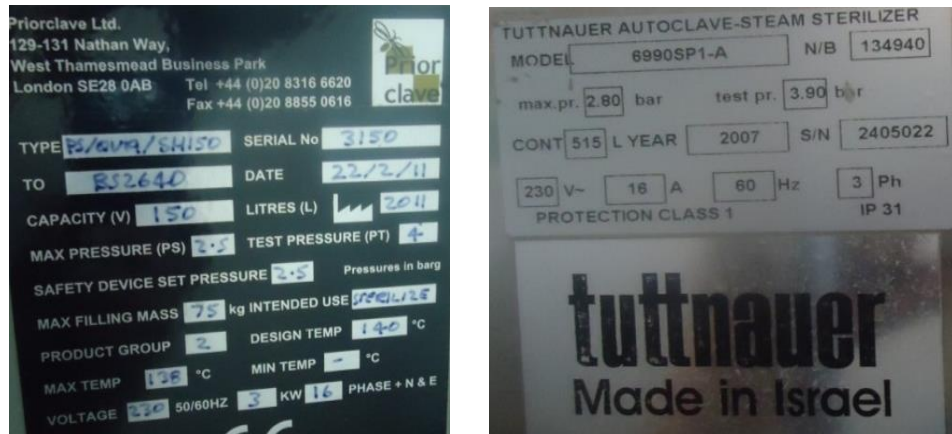 Priorclave Ltd.
129-131 Nathan Way,
West Thamesmead Business Park
London SE28 0AB Tel +44 (0)20 8316 6620
Fax +44 (0)20 8855 0616
Prior
clave
TYPE PS/QVA/SH150 SERIAL No 3150
TO BS2640 DATE 22/2/11
CAPACITY (V) 150 LITRES (L) 2011
MAX PRESSURE (PS) 2.5 TEST PRESSURE (PT) 4
SAFETY DEVICE SET PRESSURE 2.5 Pressures in barg
MAX FILLING MASS 75 kg INTENDED USE STERILIZE
PRODUCT GROUP 2 DESIGN TEMP 140 °C
MAX TEMP 138 °C MIN TEMP - °C
VOLTAGE 230 50/60HZ 3 KW 16 PHASE + N & E
CE
TUTTNAUER AUTOCLAVE-STEAM STERILIZER
MODEL 6990SP1-A N/B 134940
max.pr. 2.80 bar test pr. 3.90 bar
CONT 515 L YEAR 2007 S/N 2405022
230 V~ 16 A 60 Hz 3 Ph
PROTECTION CLASS 1 IP 31
tuttnauer
Made in Israel